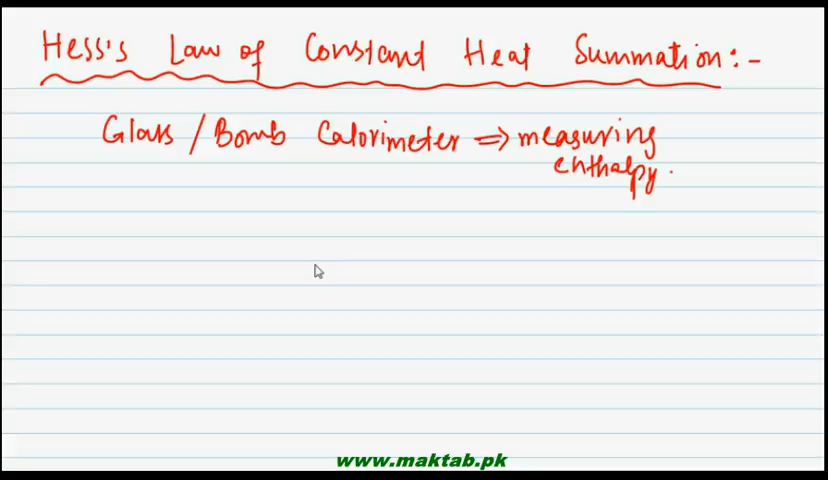 Hess's Law of Constant Heat Summation:-
Glass / Bomb Calorimeter ⇒ measuring
enthalpy.
www.maktab.pk